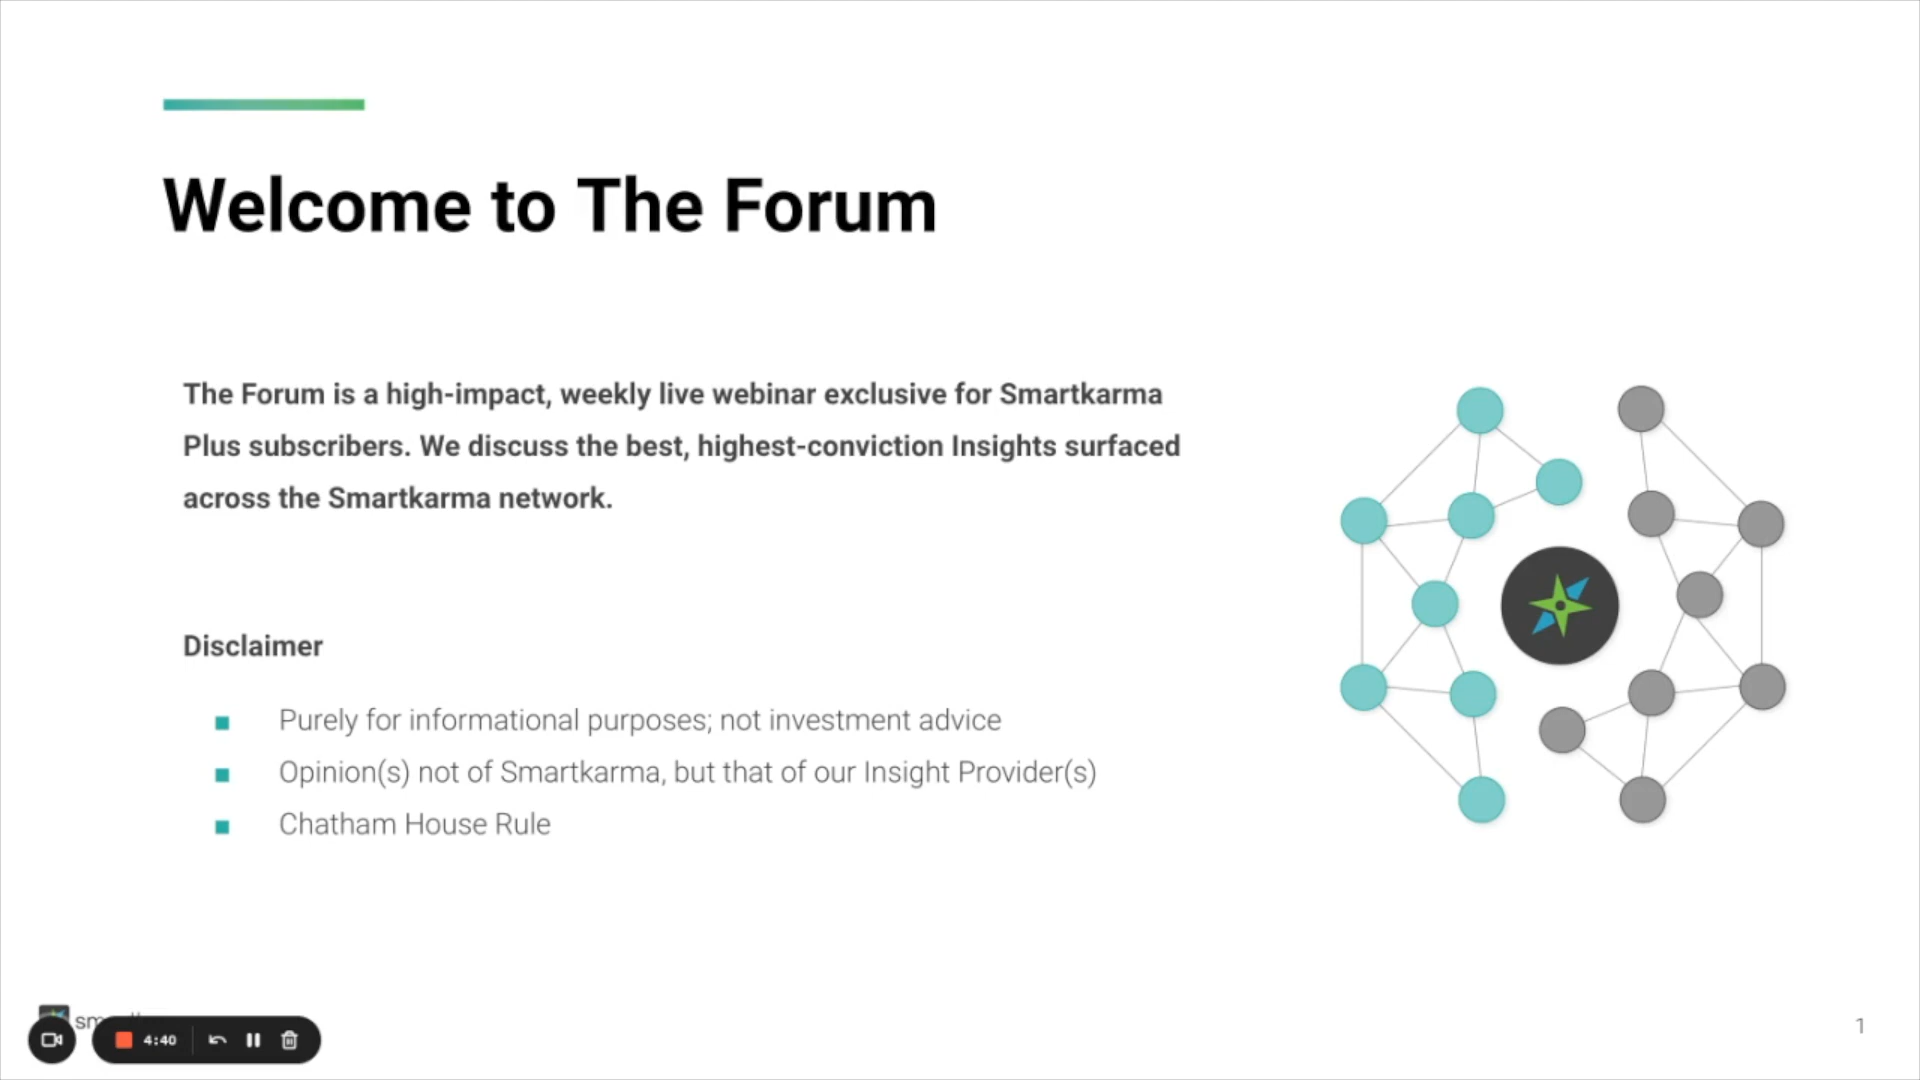 Welcome to The Forum
The Forum is a high-impact, weekly live webinar exclusive for Smartkarma
Plus subscribers. We discuss the best, highest-conviction Insights surfaced
across the Smartkarma network.
Disclaimer
Purely for informational purposes; not investment advice
Opinion(s) not of Smartkarma, but that of our Insight Provider(s)
Chatham House Rule
4:40
1